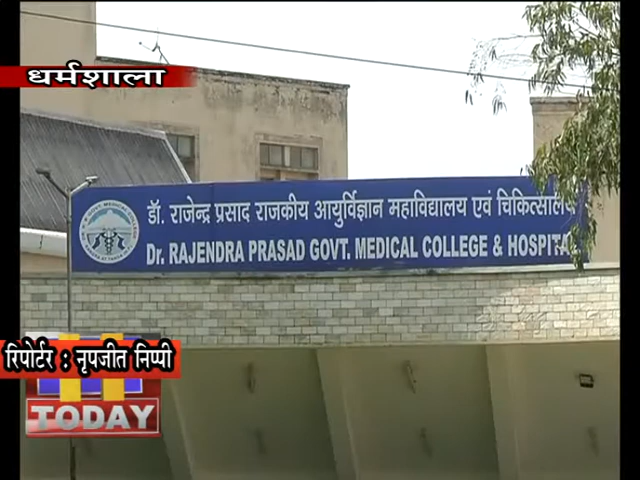 धर्मशाला
डॉ. राजेन्द्र प्रसाद राजकीय आयुर्विज्ञान महाविद्यालय एवं चिकित्सालय
Dr. RAJENDRA PRASAD GOVT. MEDICAL COLLEGE & HOSPITAL
रिपोर्टर : नृपजीत निप्पी
TODAY